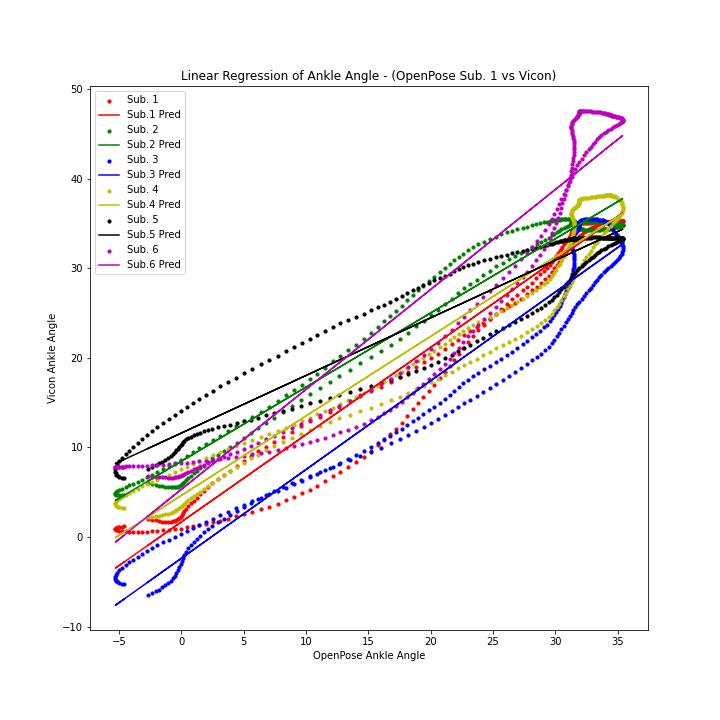 Linear Regression of Ankle Angle - (OpenPose Sub. 1 vs Vicon)
Sub. 1
Sub.1 Pred
Sub. 2
Sub.2 Pred
Sub. 3
Sub.3 Pred
Sub. 4
Sub.4 Pred
Sub. 5
Sub.5 Pred
Sub. 6
Sub.6 Pred
50
40
30
20
10
0
−10
Vicon Ankle Angle
−5 0 5 10 15 20 25 30 35
OpenPose Ankle Angle